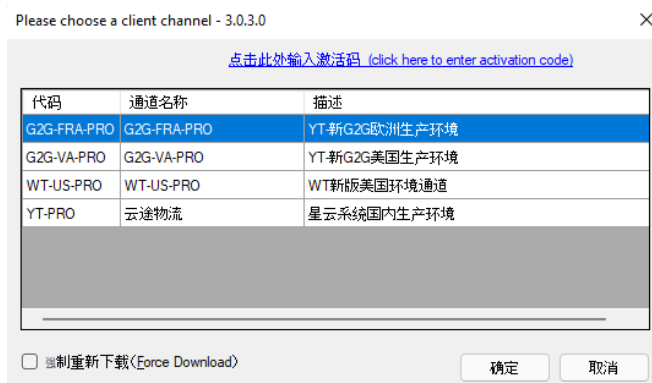 Please choose a client channel - 3.0.3.0
点击此处输入激活码 (click here to enter activation code)
代码 通道名称 描述
G2G-FRA-PRO G2G-FRA-PRO YT-新G2G欧洲生产环境
G2G-VA-PRO G2G-VA-PRO YT-新G2G美国生产环境
WT-US-PRO WT-US-PRO WT新版美国环境通道
YT-PRO 云途物流 星云系统国内生产环境
强制重新下载(Force Download) 确定 取消